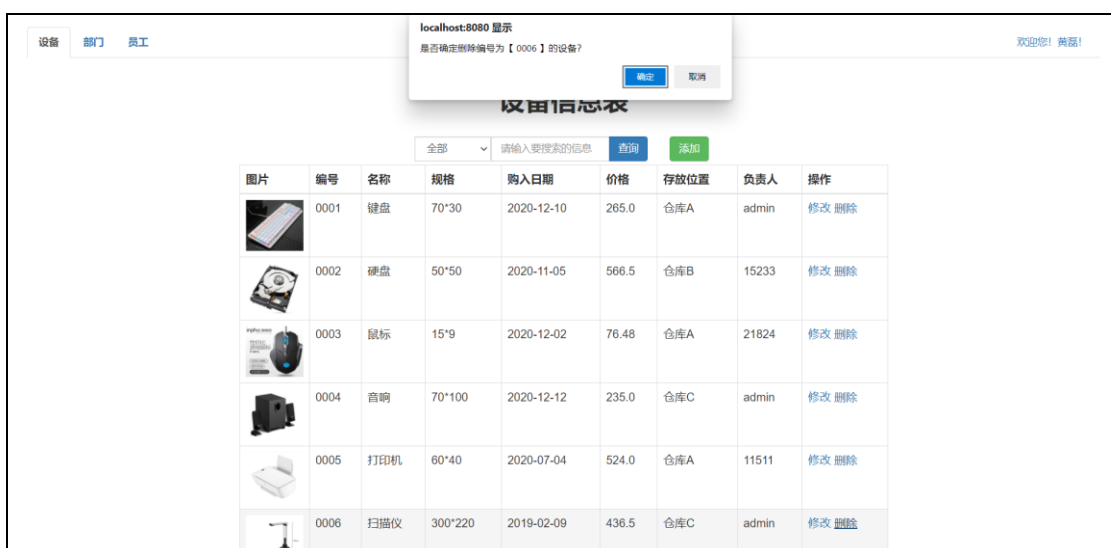 localhost:8080 显示
是否确定删除编号为【 0006 】的设备?
确定 取消
设备 部门 员工 欢迎您! 黄磊!
设备信息表
全部 请输入要搜索的信息 查询 添加
图片 编号 名称 规格 购入日期 价格 存放位置 负责人 操作
0001 键盘 70*30 2020-12-10 265.0 仓库A admin 修改 删除
0002 硬盘 50*50 2020-11-05 566.5 仓库B 15233 修改 删除
0003 鼠标 15*9 2020-12-02 76.48 仓库A 21824 修改 删除
0004 音响 70*100 2020-12-12 235.0 仓库C admin 修改 删除
0005 打印机 60*40 2020-07-04 524.0 仓库A 11511 修改 删除
0006 扫描仪 300*220 2019-02-09 436.5 仓库C admin 修改 删除